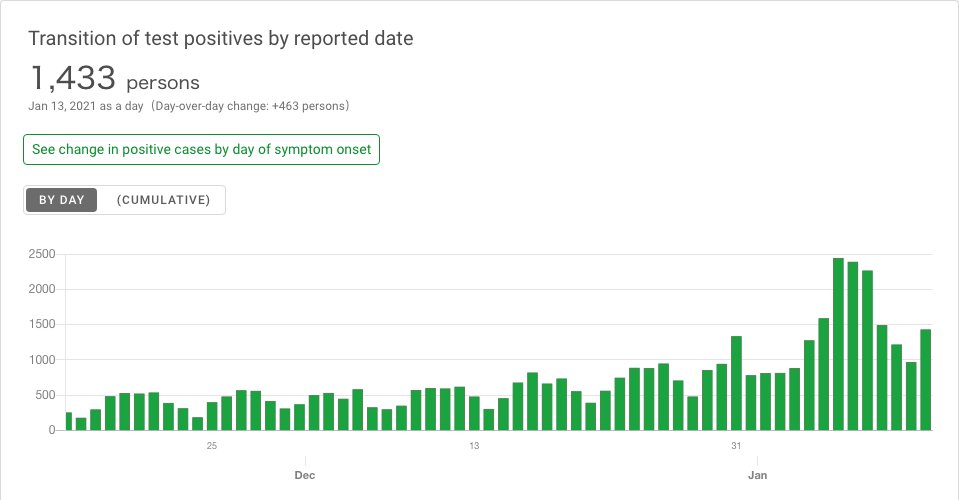 Transition of test positives by reported date
1,433 persons
Jan 13, 2021 as a day (Day-over-day change: +463 persons)
See change in positive cases by day of symptom onset
BY DAY (CUMULATIVE)
2500
2000
1500
1000
500
0
25 13 31
Dec Jan